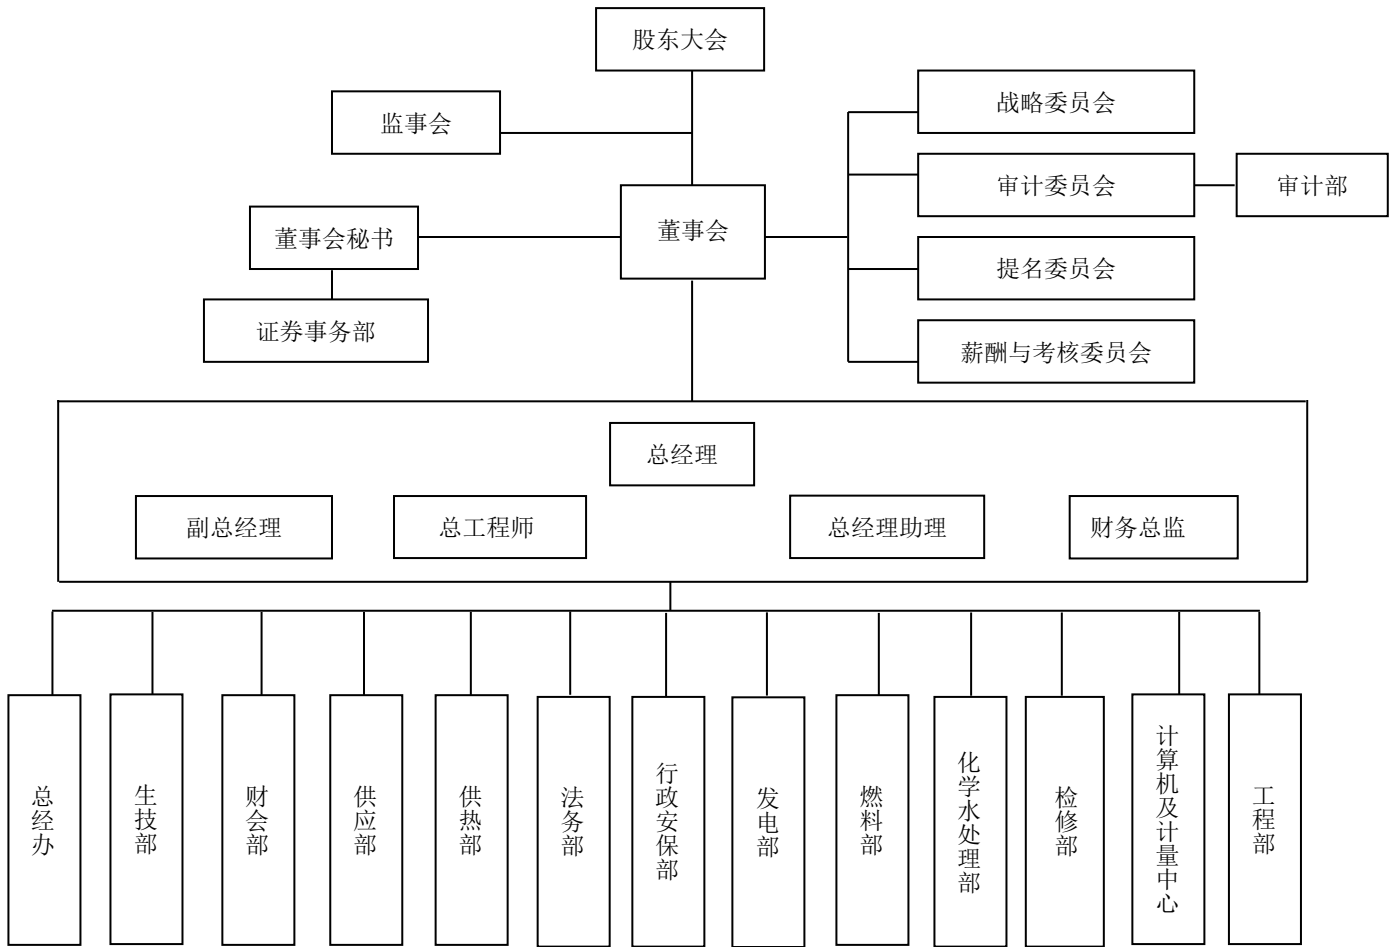 股东大会
战略委员会
监事会
审计委员会
审计部
董事会
董事会秘书
提名委员会
证券事务部
薪酬与考核委员会
总经理
副总经理
总工程师
总经理助理
财务总监
总经办
生技部
财会部
供应部
供热部
法务部
行政安保部
发电部
燃料部
化学水处理部
检修部
计算机及计量中心
工程部